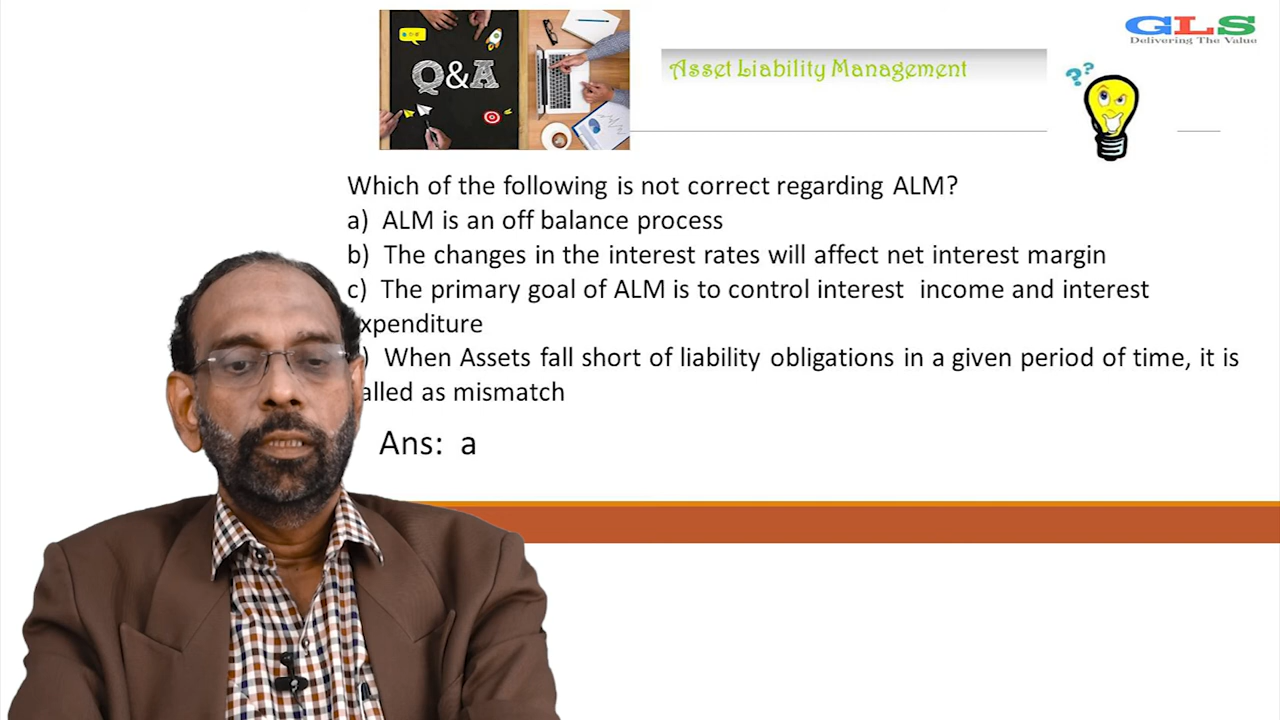 GLS
Delivering The Value
Q&A
Asset Liability Management
Which of the following is not correct regarding ALM?
a) ALM is an off balance process
b) The changes in the interest rates will affect net interest margin
c) The primary goal of ALM is to control interest income and interest
xpenditure
) When Assets fall short of liability obligations in a given period of time, it is
alled as mismatch
Ans: a